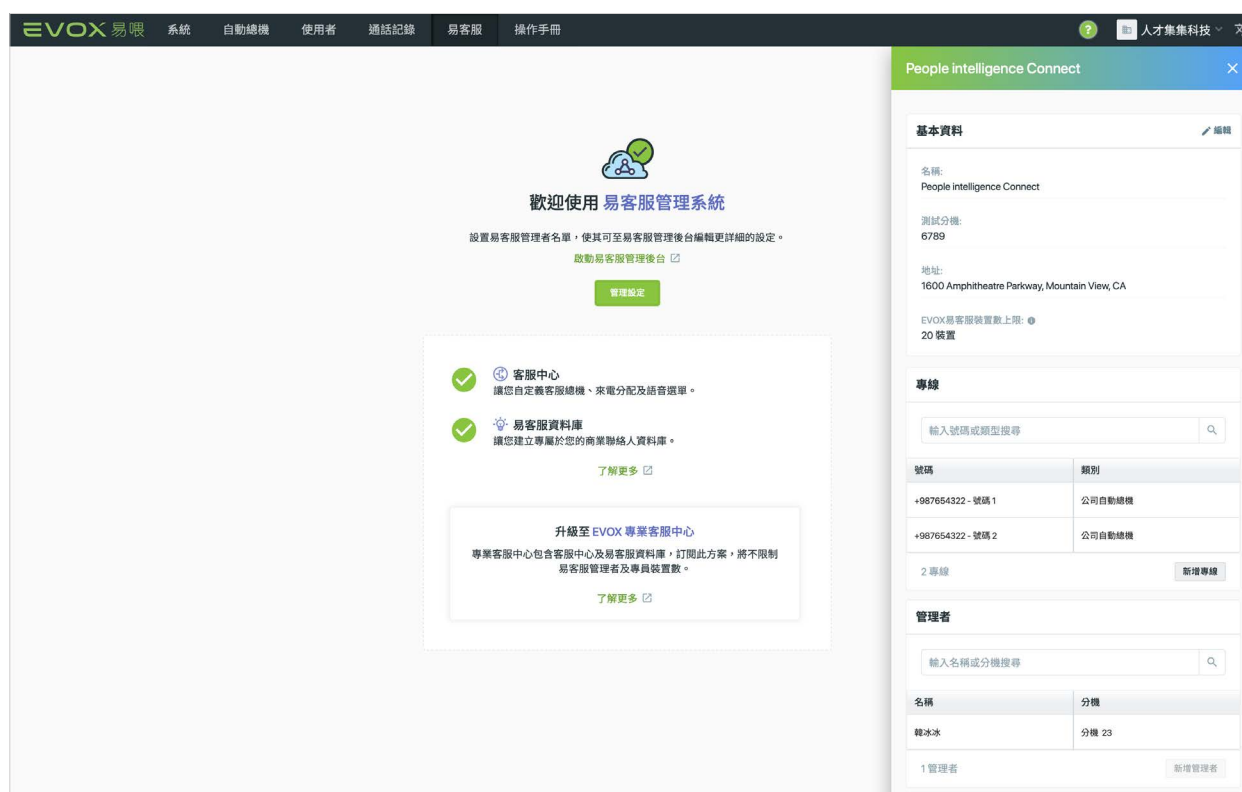 EVOX 易喂 系統 自動總機 使用者 通話記錄 易客服 操作手冊 ? 人才集集科技
People intelligence Connect
歡迎使用 易客服管理系統
設置易客服管理者名單，使其可至易客服管理後台編輯更詳細的設定。
啟動易客服管理後台
管理設定
客服中心
讓您自定義客服總機、來電分配及語音選單。
易客服資料庫
讓您建立專屬於您的商業聯絡人資料庫。
了解更多
升級至 EVOX 專業客服中心
專業客服中心包含客服中心及易客服資料庫，訂閱此方案，將不限制
易客服管理者及專員裝置數。
了解更多
基本資料 編輯
名稱:
People intelligence Connect
測試分機:
6789
地址:
1600 Amphitheatre Parkway, Mountain View, CA
EVOX易客服裝置數上限:
20 裝置
專線
輸入號碼或類型搜尋
號碼 類別
+987654322 - 號碼 1 公司自動總機
+987654322 - 號碼 2 公司自動總機
2 專線 新增專線
管理者
輸入名稱或分機搜尋
名稱 分機
韓冰冰 分機 23
1 管理者 新增管理者